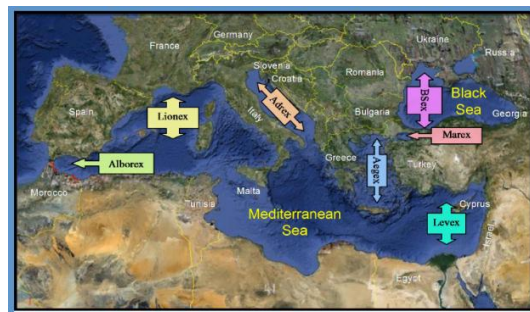 Germany
Ukraine
France
Russia
Slovenia
Croatia
Romania
BSex
Black
Sea
Adrex
Lionex
Spain
Italy
Bulgaria
Georgia
Marex
Alborex
Greece
Aegex
Turkey
Morocco
Tunisia
Malta
Cyprus
Mediterranean
Sea
Levex
Israel
Egypt